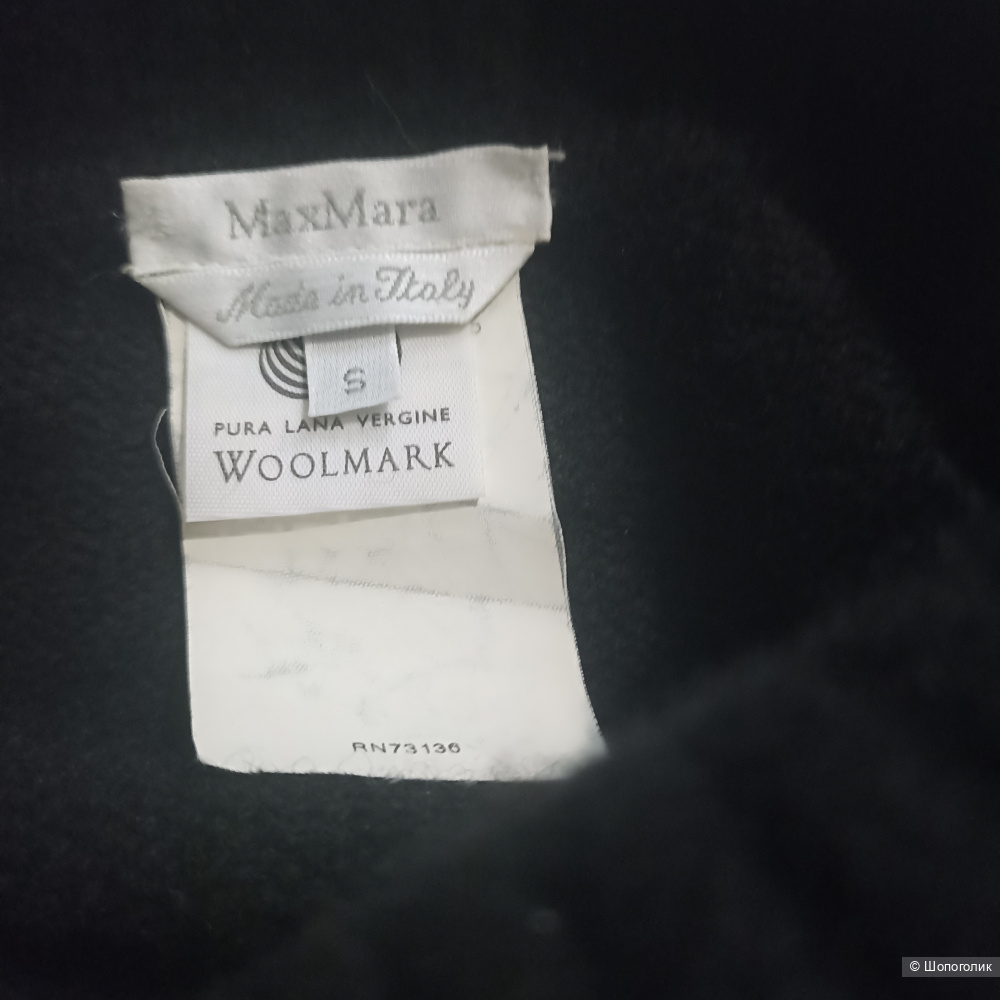 MaxMara
Made in Italy
S
PURA LANA VERGINE
WOOLMARK
RN73136
© Шопоголик